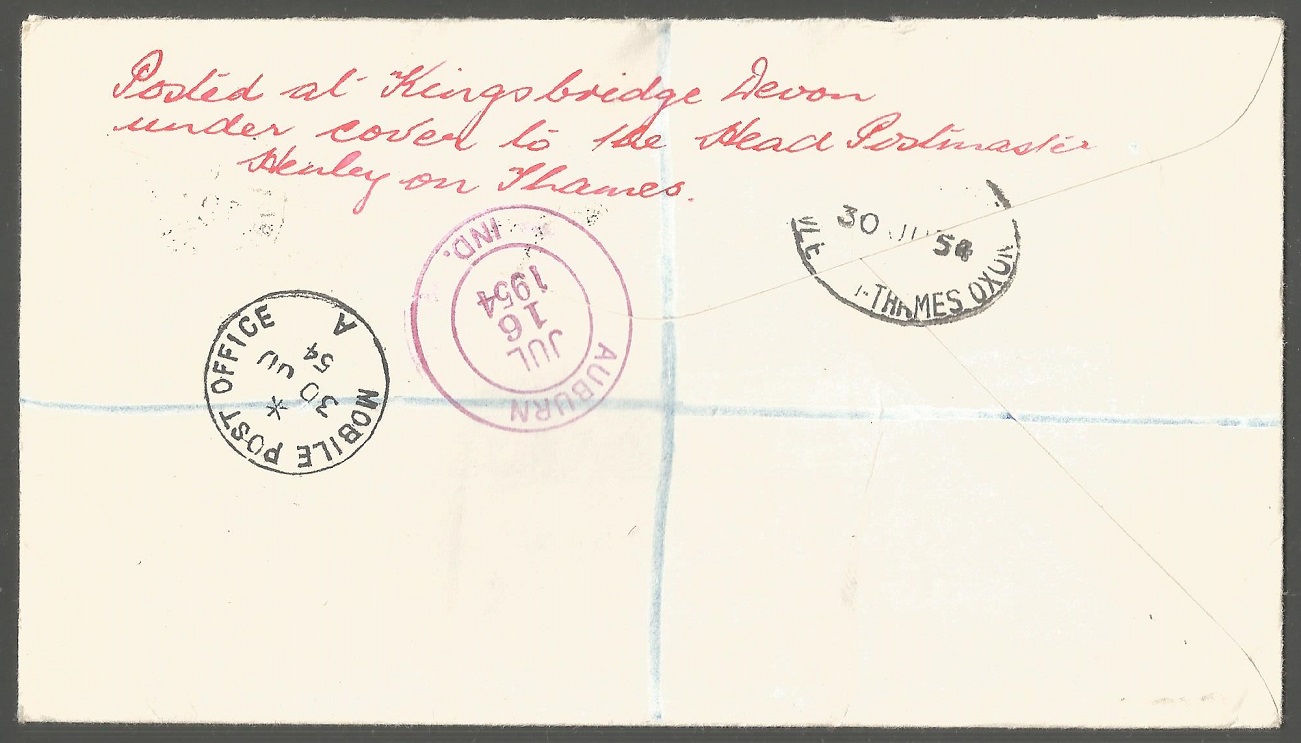 Posted at Kingsbridge Devon
under cover to the Head Postmaster
Henley on Thames.
30 JU 54
THAMES.OXON
AUBURN
IND.
JUL
16
1954
MOBILE POST OFFICE
A
30 JU
54